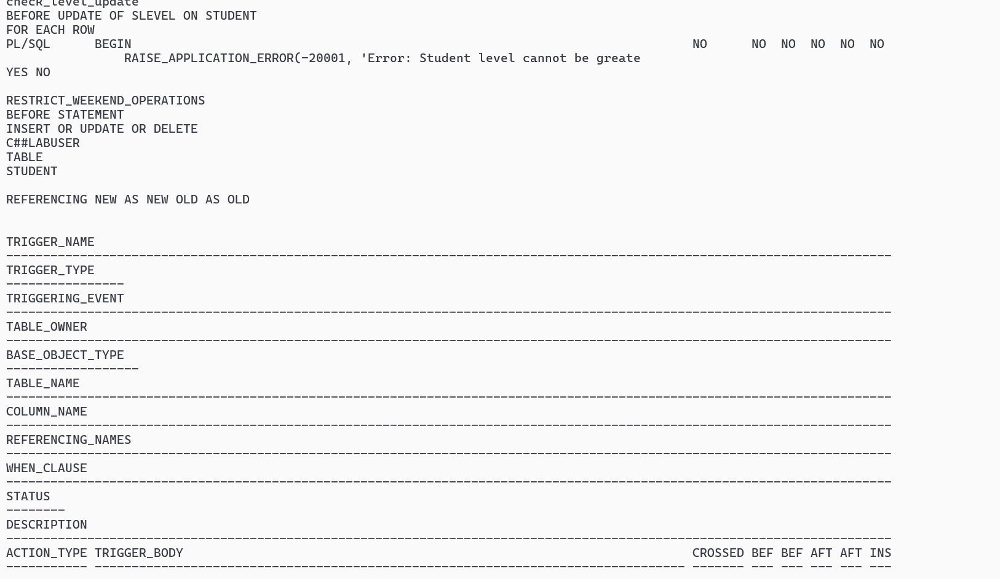 check_level_update
BEFORE UPDATE OF SLEVEL ON STUDENT
FOR EACH ROW
PL/SQL      BEGIN                                                                            NO      NO  NO  NO  NO  NO
                RAISE_APPLICATION_ERROR(-20001, 'Error: Student level cannot be greate
YES NO
RESTRICT_WEEKEND_OPERATIONS
BEFORE STATEMENT
INSERT OR UPDATE OR DELETE
C##LABUSER
TABLE
STUDENT
REFERENCING NEW AS NEW OLD AS OLD
TRIGGER_NAME
------------------------------------------------------------------------------------------------------------------------
TRIGGER_TYPE
----------------
TRIGGERING_EVENT
------------------------------------------------------------------------------------------------------------------------
TABLE_OWNER
------------------------------------------------------------------------------------------------------------------------
BASE_OBJECT_TYPE
------------------
TABLE_NAME
------------------------------------------------------------------------------------------------------------------------
COLUMN_NAME
------------------------------------------------------------------------------------------------------------------------
REFERENCING_NAMES
------------------------------------------------------------------------------------------------------------------------
WHEN_CLAUSE
------------------------------------------------------------------------------------------------------------------------
STATUS
--------
DESCRIPTION
------------------------------------------------------------------------------------------------------------------------
ACTION_TYPE TRIGGER_BODY                                                                     CROSSED BEF BEF AFT AFT INS
----------- -------------------------------------------------------------------------------- ------- --- --- --- --- ---